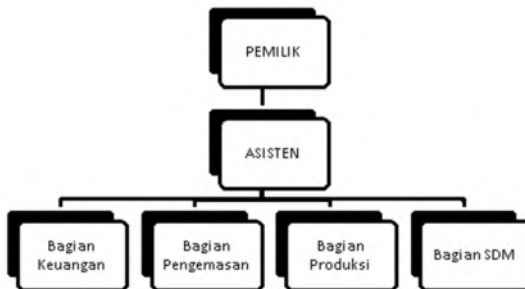 PEMILIK
ASISTEN
Bagian
Keuangan
Bagian
Pengemasan
Bagian
Produksi
Bagian SDM